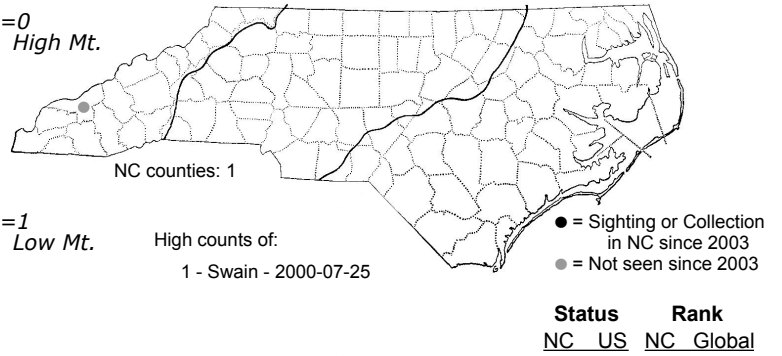 =0
High Mt.
NC counties: 1
=1
Low Mt.
High counts of:
1 - Swain - 2000-07-25
● = Sighting or Collection
in NC since 2003
● = Not seen since 2003
Status Rank
NC US NC Global